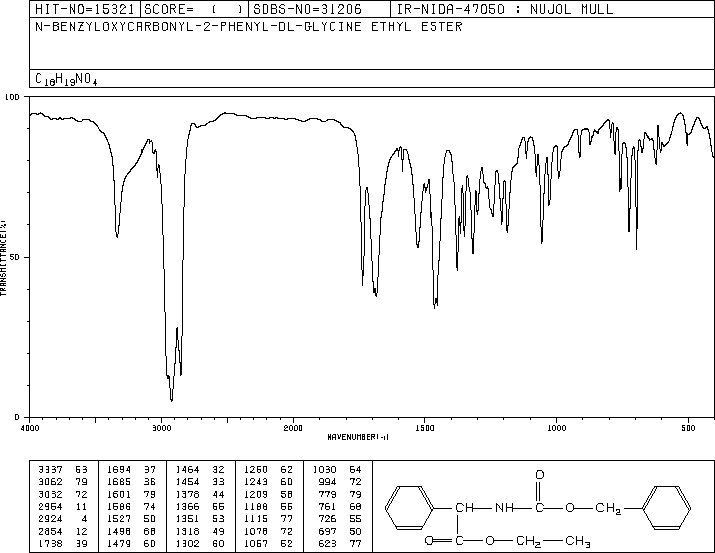 HIT-NO=15321 SCORE= ( ) SDBS-NO=31206 IR-NIDA-47050 : NUJOL MULL
N-BENZYLOXYCARBONYL-2-PHENYL-DL-GLYCINE ETHYL ESTER
C18H19NO4
100
50
0
TRANSMITTANCE(%)
4000 3000 2000 1500 1000 500
WAVENUMBER(-1)
3337 53 1694 37 1464 32 1260 62 1030 64
3062 79 1685 36 1454 33 1243 60 994 72
3032 72 1601 79 1378 44 1209 58 779 79
2954 11 1586 74 1366 55 1188 55 761 68
2924 4 1527 50 1351 53 1115 77 726 55
2854 12 1498 68 1318 49 1078 72 697 50
1738 39 1479 60 1302 60 1057 52 623 77
O
CH NH C O CH2
O C O CH2 CH3